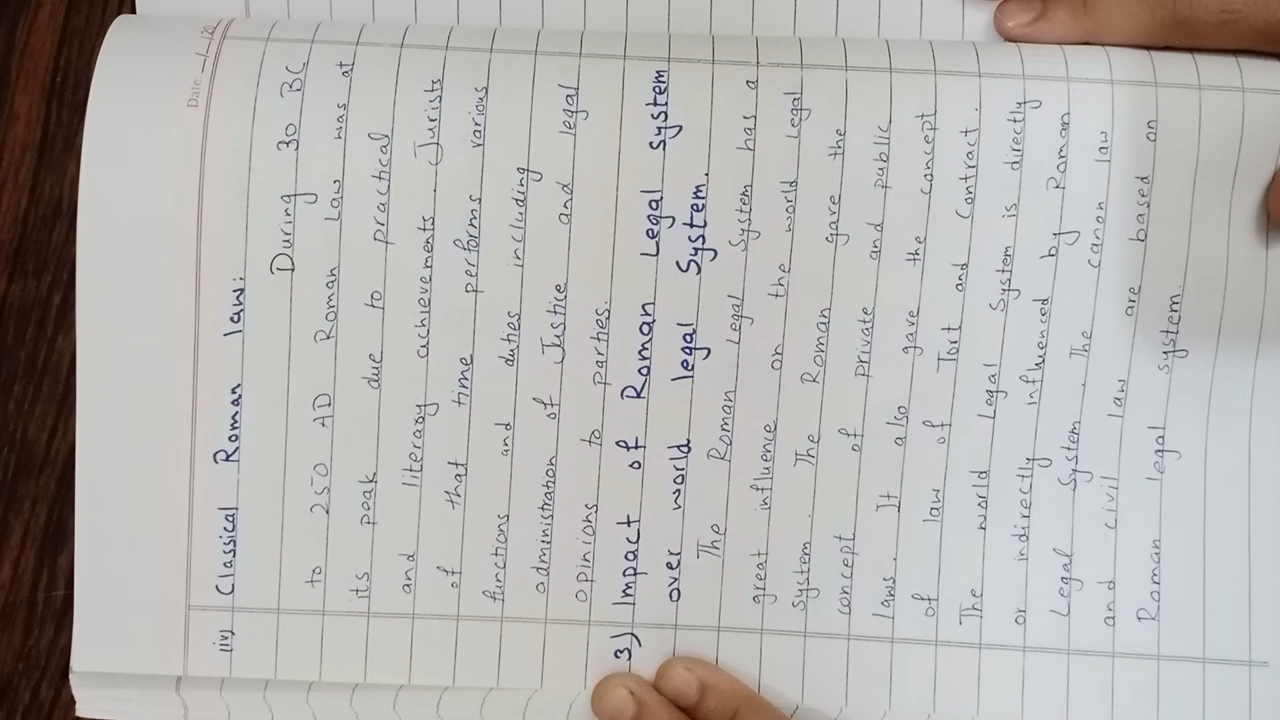 Date: _/_/20
iv) Classical Roman law:
During 30 BC
to 250 AD Roman Law was at
its peak due to practical
and literary achievements. Jurists
of that time performs various
functions and duties including
administration of Justice and legal
opinions to parties.
3) Impact of Roman Legal system
over world legal System.
The Roman Legal System has a
great influence on the world legal
system. The Roman gave the
concept of private and public
laws. It also gave the concept
of law of Tort and Contract.
The world legal System is directly
or indirectly influenced by Roman
Legal System. The canon law
and civil law are based on
Roman legal system.